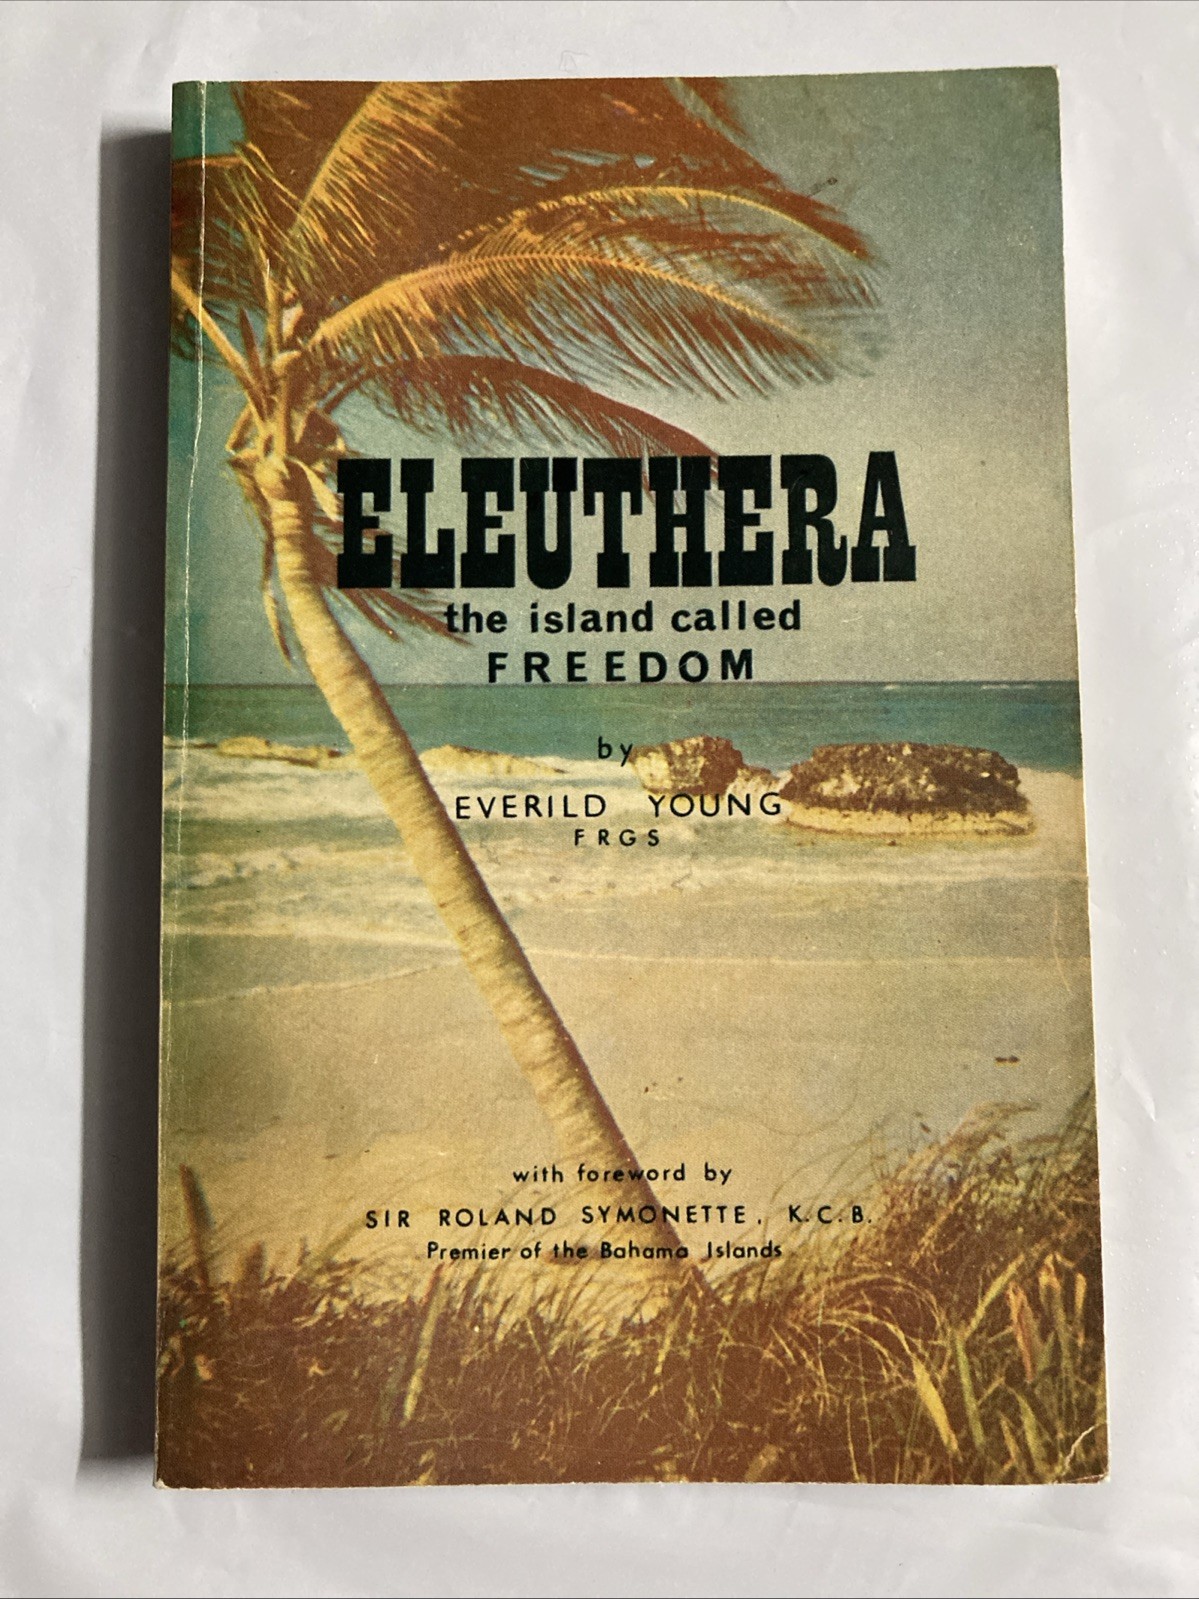 ELEUTHERA
the island called
FREEDOM
by
EVERILD YOUNG
FRGS
with foreword by
SIR ROLAND SYMONETTE, K.C.B.
Premier of the Bahama Islands